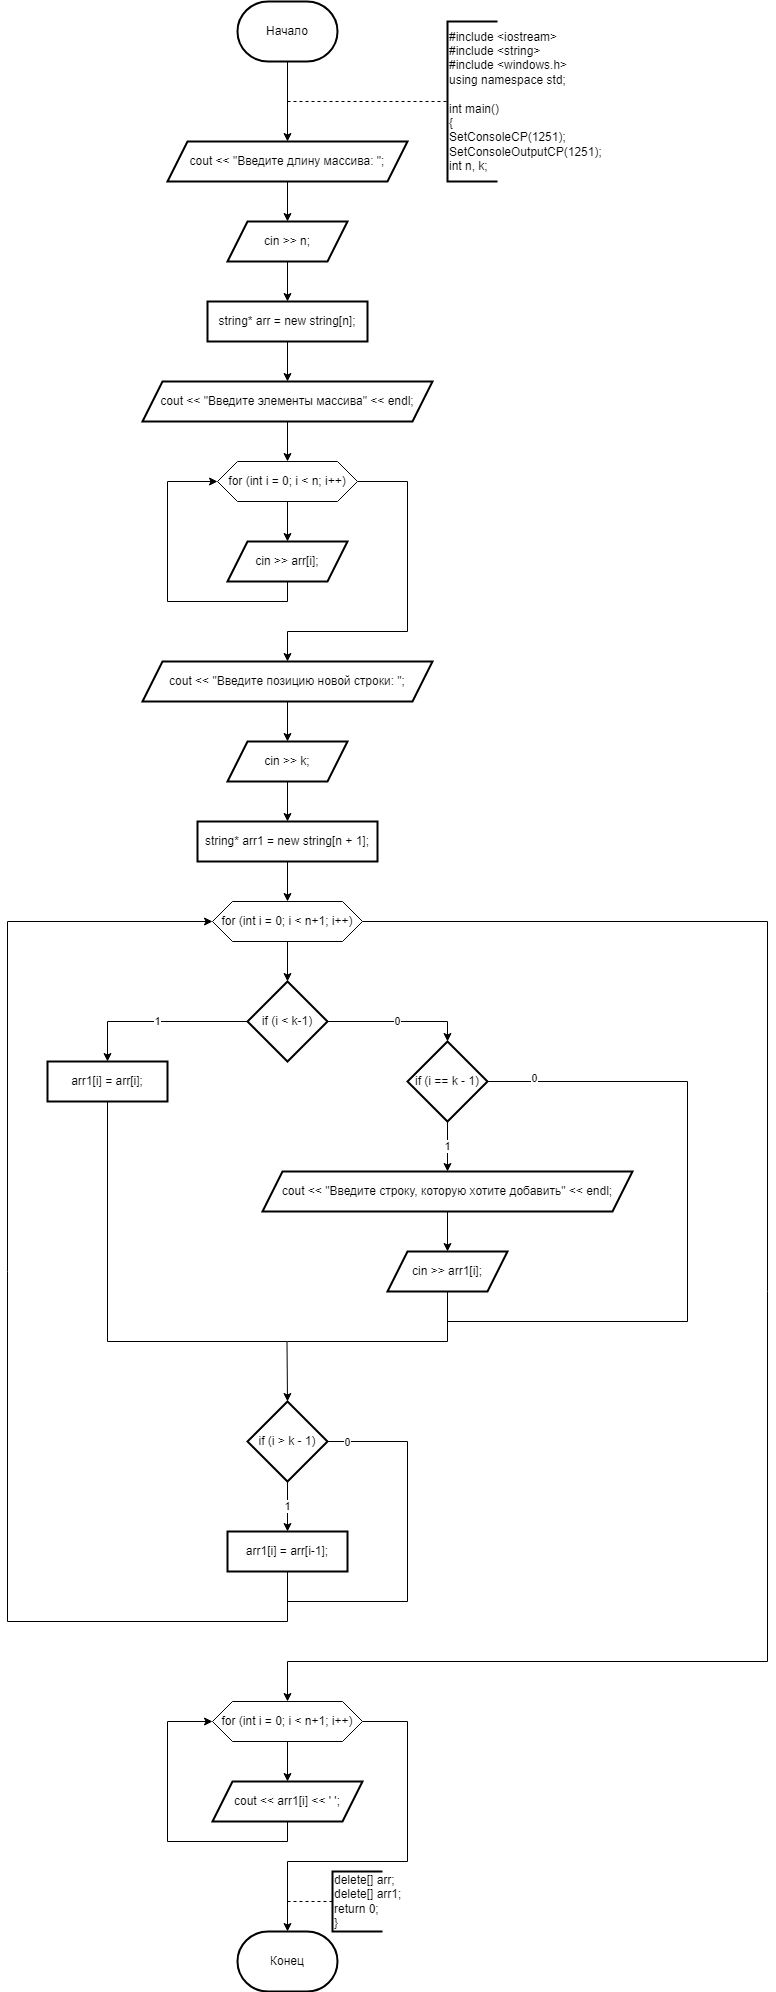 Начало
#include <iostream>
#include <string>
#include <windows.h>
using namespace std;
int main()
{
SetConsoleCP(1251);
SetConsoleOutputCP(1251);
int n, k;
cout << "Введите длину массива: ";
cin >> n;
string* arr = new string[n];
cout << "Введите элементы массива" << endl;
for (int i = 0; i < n; i++)
cin >> arr[i];
cout << "Введите позицию новой строки: ";
cin >> k;
string* arr1 = new string[n + 1];
for (int i = 0; i < n+1; i++)
if (i < k-1)
1
0
arr1[i] = arr[i];
if (i == k - 1)
0
1
cout << "Введите строку, которую хотите добавить" << endl;
cin >> arr1[i];
if (i > k - 1)
0
1
arr1[i] = arr[i-1];
for (int i = 0; i < n+1; i++)
cout << arr1[i] << ' ';
delete[] arr;
delete[] arr1;
return 0;
}
Конец